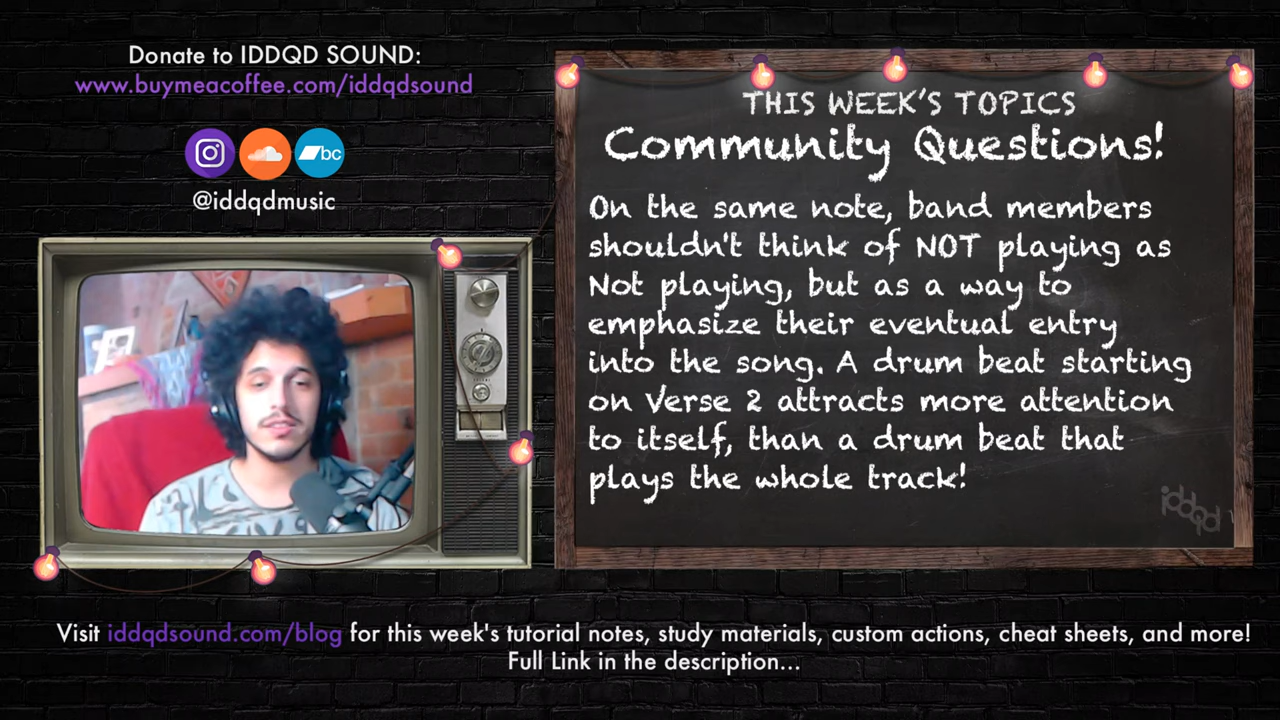 Donate to IDDQD SOUND:
www.buymeacoffee.com/iddqdsound
bc
@iddqdmusic
THIS WEEK'S TOPICS
Community Questions!
On the same note, band members
shouldn't think of NOT playing as
Not playing, but as a way to
emphasize their eventual entry
into the song. A drum beat starting
on Verse 2 attracts more attention
to itself, than a drum beat that
plays the whole track!
iddqd
Visit iddqdsound.com/blog for this week's tutorial notes, study materials, custom actions, cheat sheets, and more!
Full Link in the description...